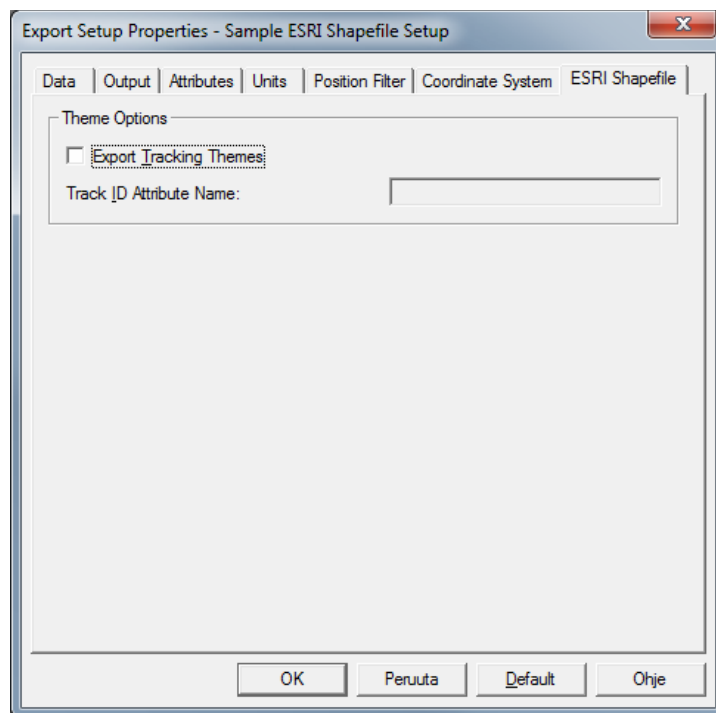 Export Setup Properties - Sample ESRI Shapefile Setup
Data Output Attributes Units Position Filter Coordinate System ESRI Shapefile
Theme Options
Export Tracking Themes
Track ID Attribute Name:
OK Peruuta Default Ohje